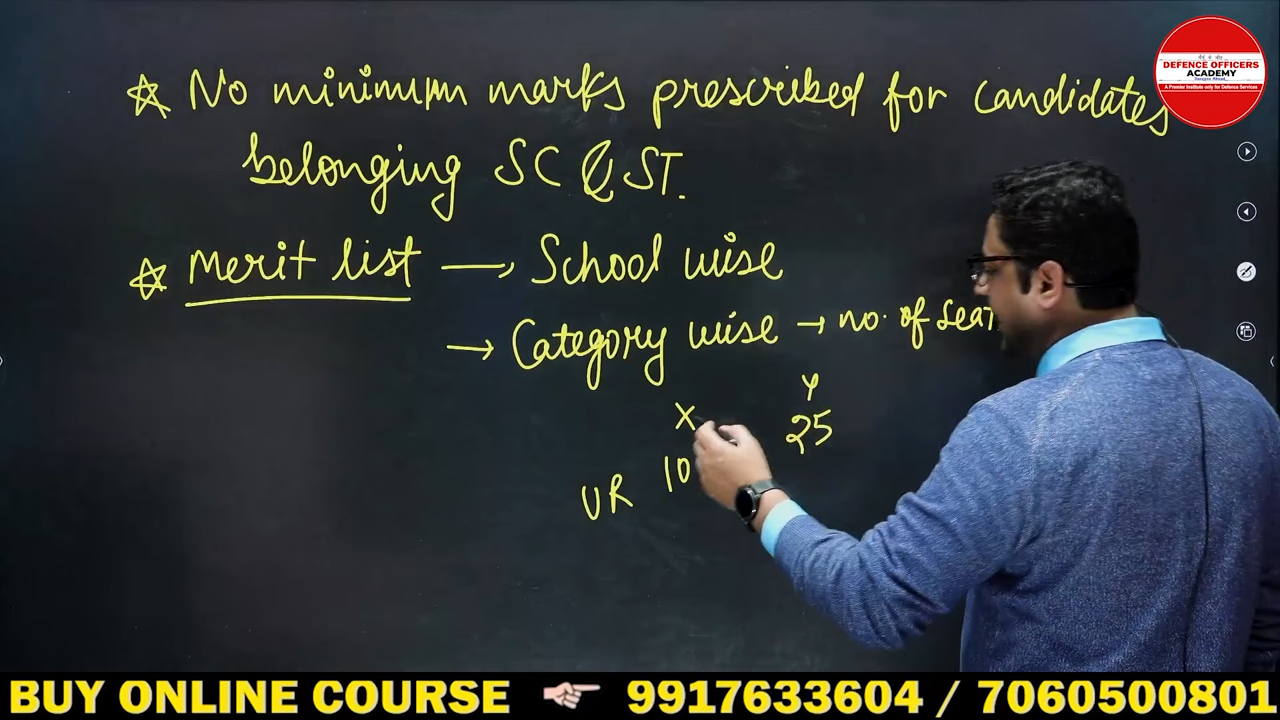 ☆ No minimum marks prescribed for candidates
belonging SC & ST.
☆ Merit list → School wise
→ Category wise → no. of Seat
X Y
UR 10 25
DEFENCE OFFICERS
ACADEMY
A Premier Institute only for Defence Services
BUY ONLINE COURSE 9917633604 / 7060500801